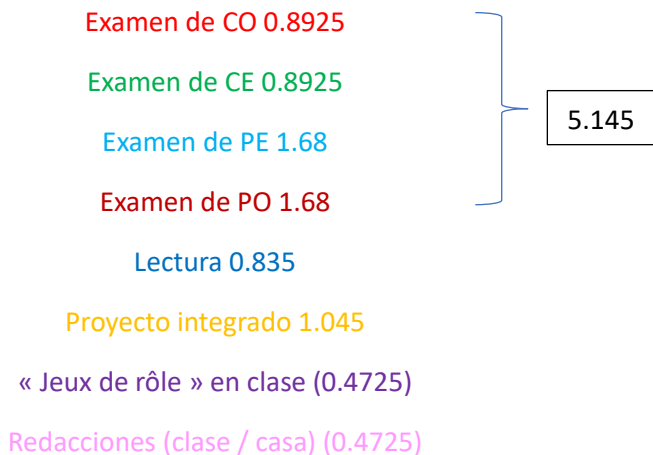 Examen de CO 0.8925
Examen de CE 0.8925
Examen de PE 1.68
Examen de PO 1.68
5.145
Lectura 0.835
Proyecto integrado 1.045
« Jeux de rôle » en clase (0.4725)
Redacciones (clase / casa) (0.4725)